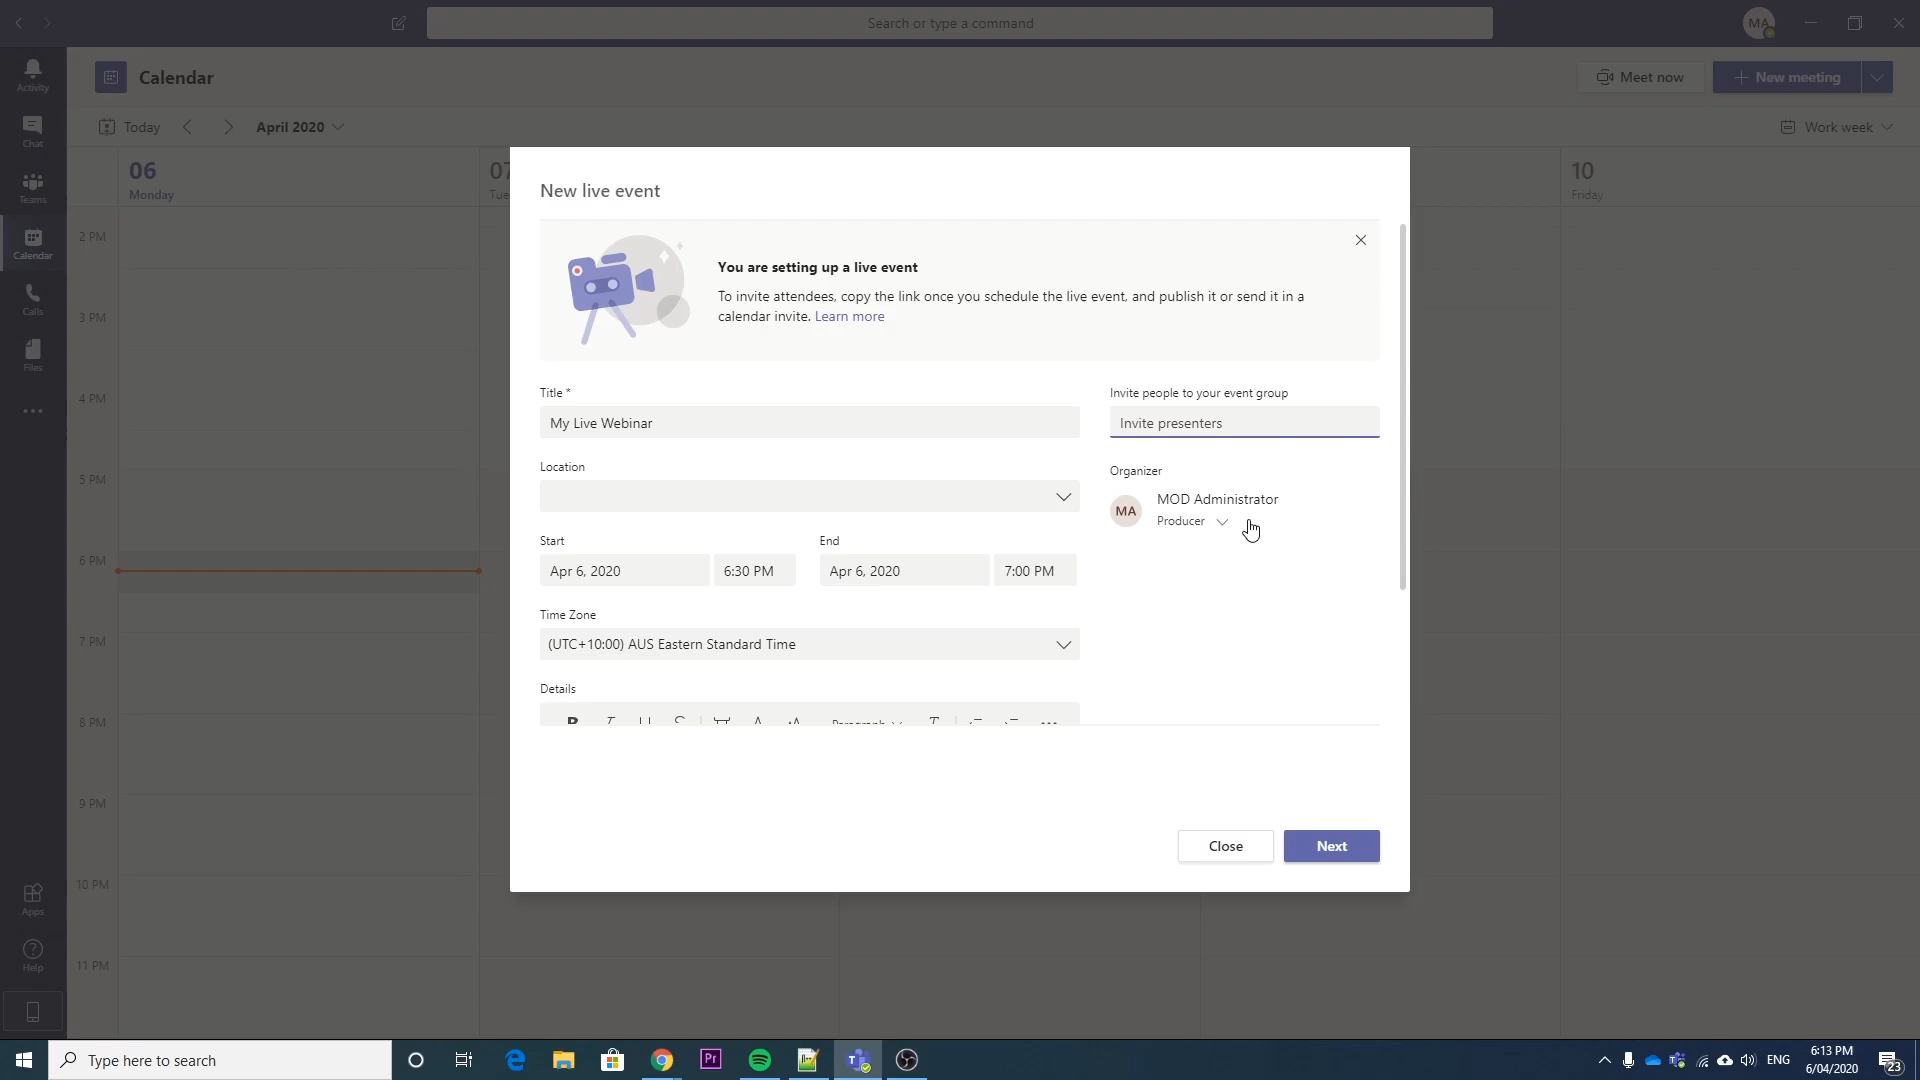 Search or type a command
MA
Activity
Chat
Teams
Calendar
Calls
Files
Apps
Help
Calendar
Meet now
New meeting
Today
April 2020
Work week
06
Monday
07
Tue
10
Friday
2 PM
3 PM
4 PM
5 PM
6 PM
7 PM
8 PM
9 PM
10 PM
11 PM
New live event
You are setting up a live event
To invite attendees, copy the link once you schedule the live event, and publish it or send it in a
calendar invite. Learn more
Title *
My Live Webinar
Location
Start
End
Apr 6, 2020
6:30 PM
Apr 6, 2020
7:00 PM
Time Zone
(UTC+10:00) AUS Eastern Standard Time
Details
Paragraph
Invite people to your event group
Invite presenters
Organizer
MA
MOD Administrator
Producer
Close
Next
Type here to search
Pr
ENG
6:13 PM
6/04/2020
23